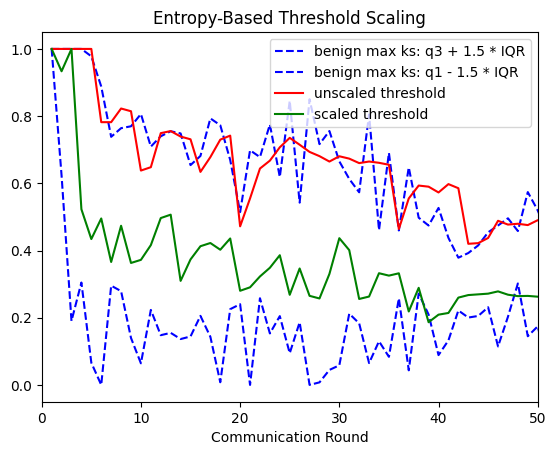 Entropy-Based Threshold Scaling
benign max ks: q3 + 1.5 * IQR
benign max ks: q1 - 1.5 * IQR
unscaled threshold
scaled threshold
1.0
0.8
0.6
0.4
0.2
0.0
0 10 20 30 40 50
Communication Round